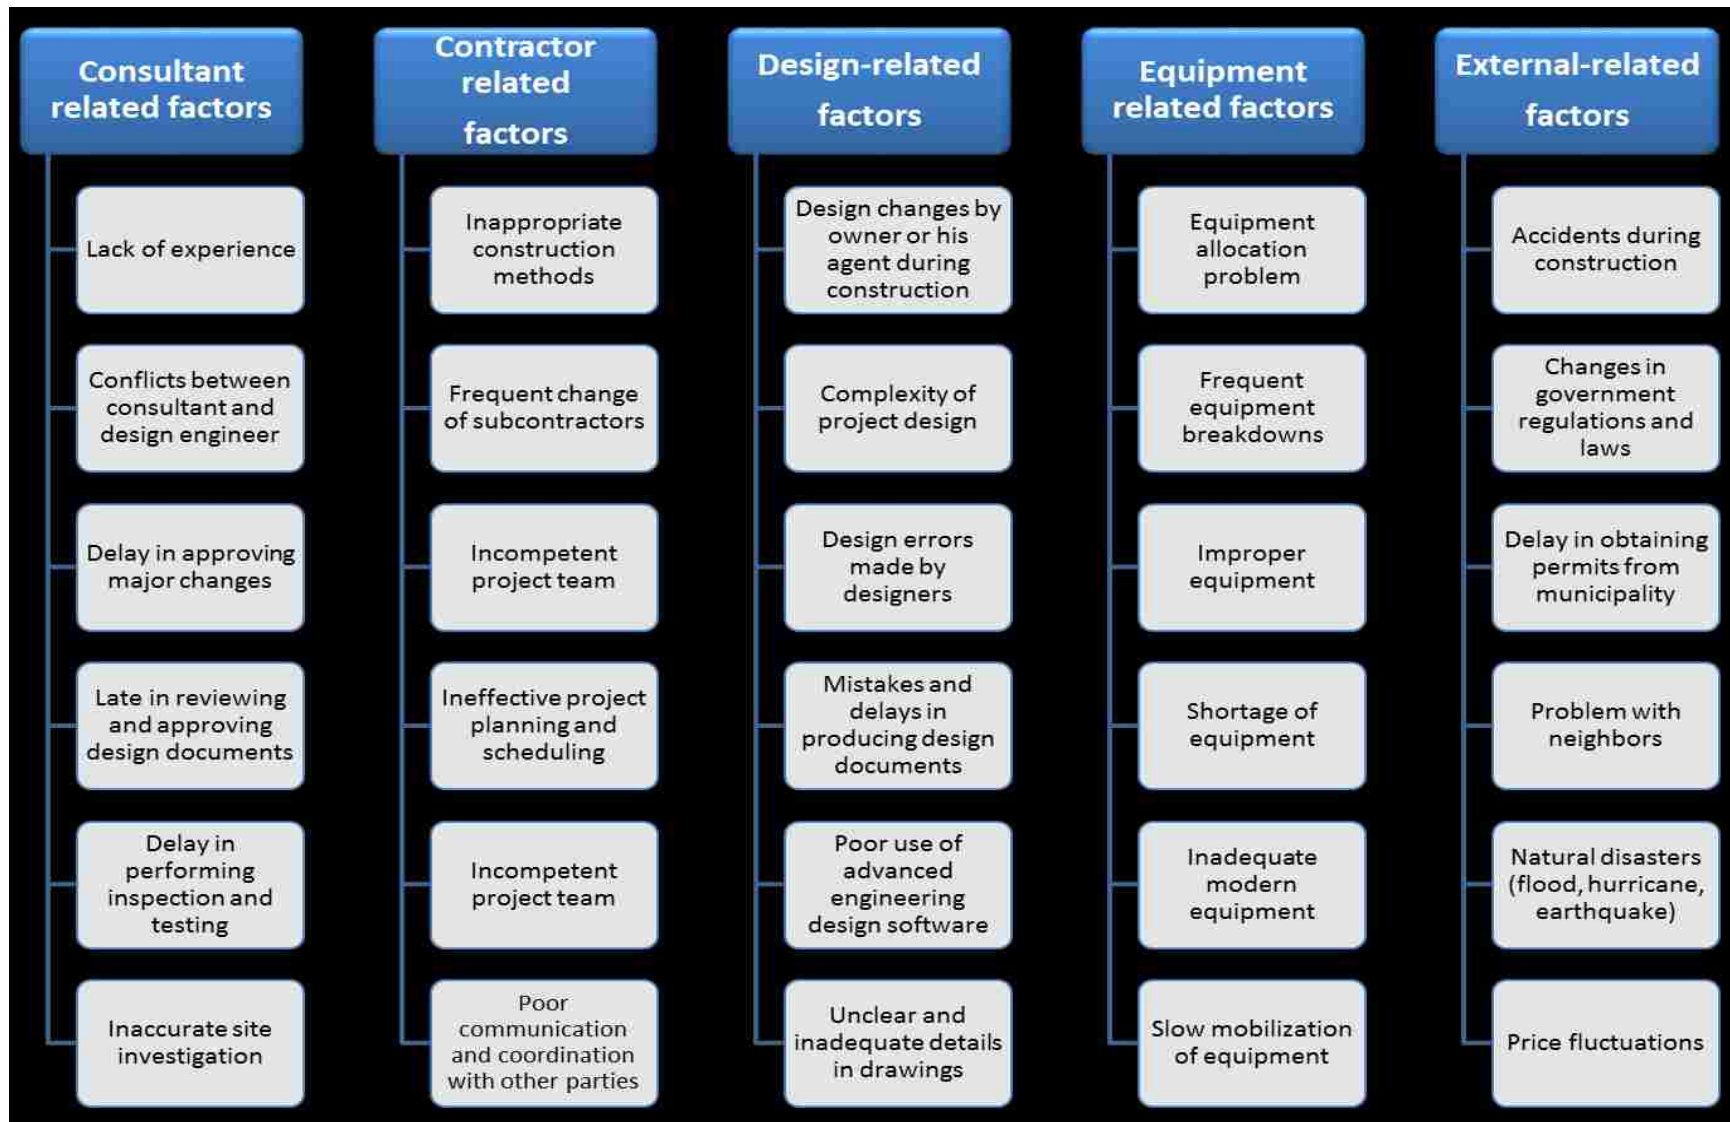 Consultant
related factors
Lack of experience
Conflicts between
consultant and
design engineer
Delay in approving
major changes
Late in reviewing
and approving
design documents
Delay in
performing
inspection and
testing
Inaccurate site
investigation
Contractor
related
factors
Inappropriate
construction
methods
Frequent change
of subcontractors
Incompetent
project team
Ineffective project
planning and
scheduling
Incompetent
project team
Poor
communication
and coordination
with other parties
Design-related
factors
Design changes by
owner or his
agent during
construction
Complexity of
project design
Design errors
made by
designers
Mistakes and
delays in
producing design
documents
Poor use of
advanced
engineering
design software
Unclear and
inadequate details
in drawings
Equipment
related factors
Equipment
allocation
problem
Frequent
equipment
breakdowns
Improper
equipment
Shortage of
equipment
Inadequate
modern
equipment
Slow mobilization
of equipment
External-related
factors
Accidents during
construction
Changes in
government
regulations and
laws
Delay in obtaining
permits from
municipality
Problem with
neighbors
Natural disasters
(flood, hurricane,
earthquake)
Price fluctuations